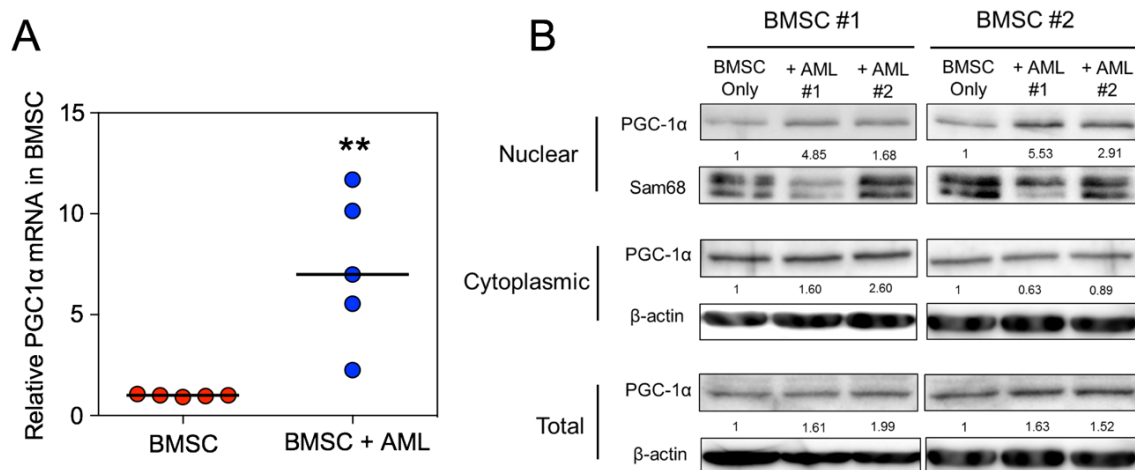 A
Relative PGC1α mRNA in BMSC
15
10
5
0
**
BMSC
BMSC + AML
B
BMSC #1
BMSC #2
BMSC Only
+ AML #1
+ AML #2
BMSC Only
+ AML #1
+ AML #2
Nuclear
PGC-1α
1 4.85 1.68 1 5.53 2.91
Sam68
Cytoplasmic
PGC-1α
1 1.60 2.60 1 0.63 0.89
β-actin
Total
PGC-1α
1 1.61 1.99 1 1.63 1.52
β-actin